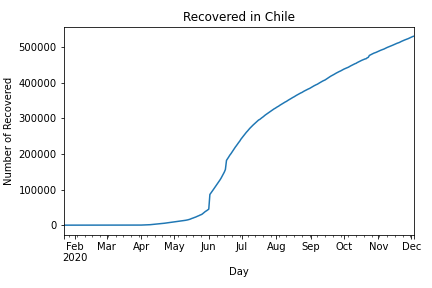 Recovered in Chile
Number of Recovered
500000
400000
300000
200000
100000
0
Feb Mar Apr May Jun Jul Aug Sep Oct Nov Dec
2020
Day